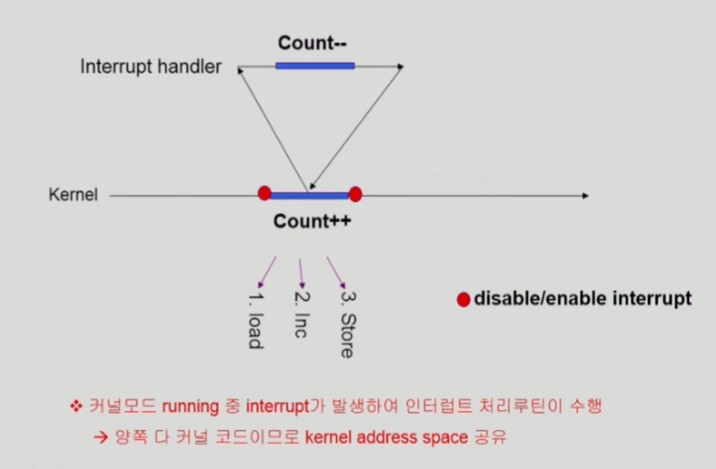 Count--
Interrupt handler
Kernel
Count++
1. load
2. Inc
3. Store
disable/enable interrupt
❖ 커널모드 running 중 interrupt가 발생하여 인터럽트 처리루틴이 수행
→ 양쪽 다 커널 코드이므로 kernel address space 공유